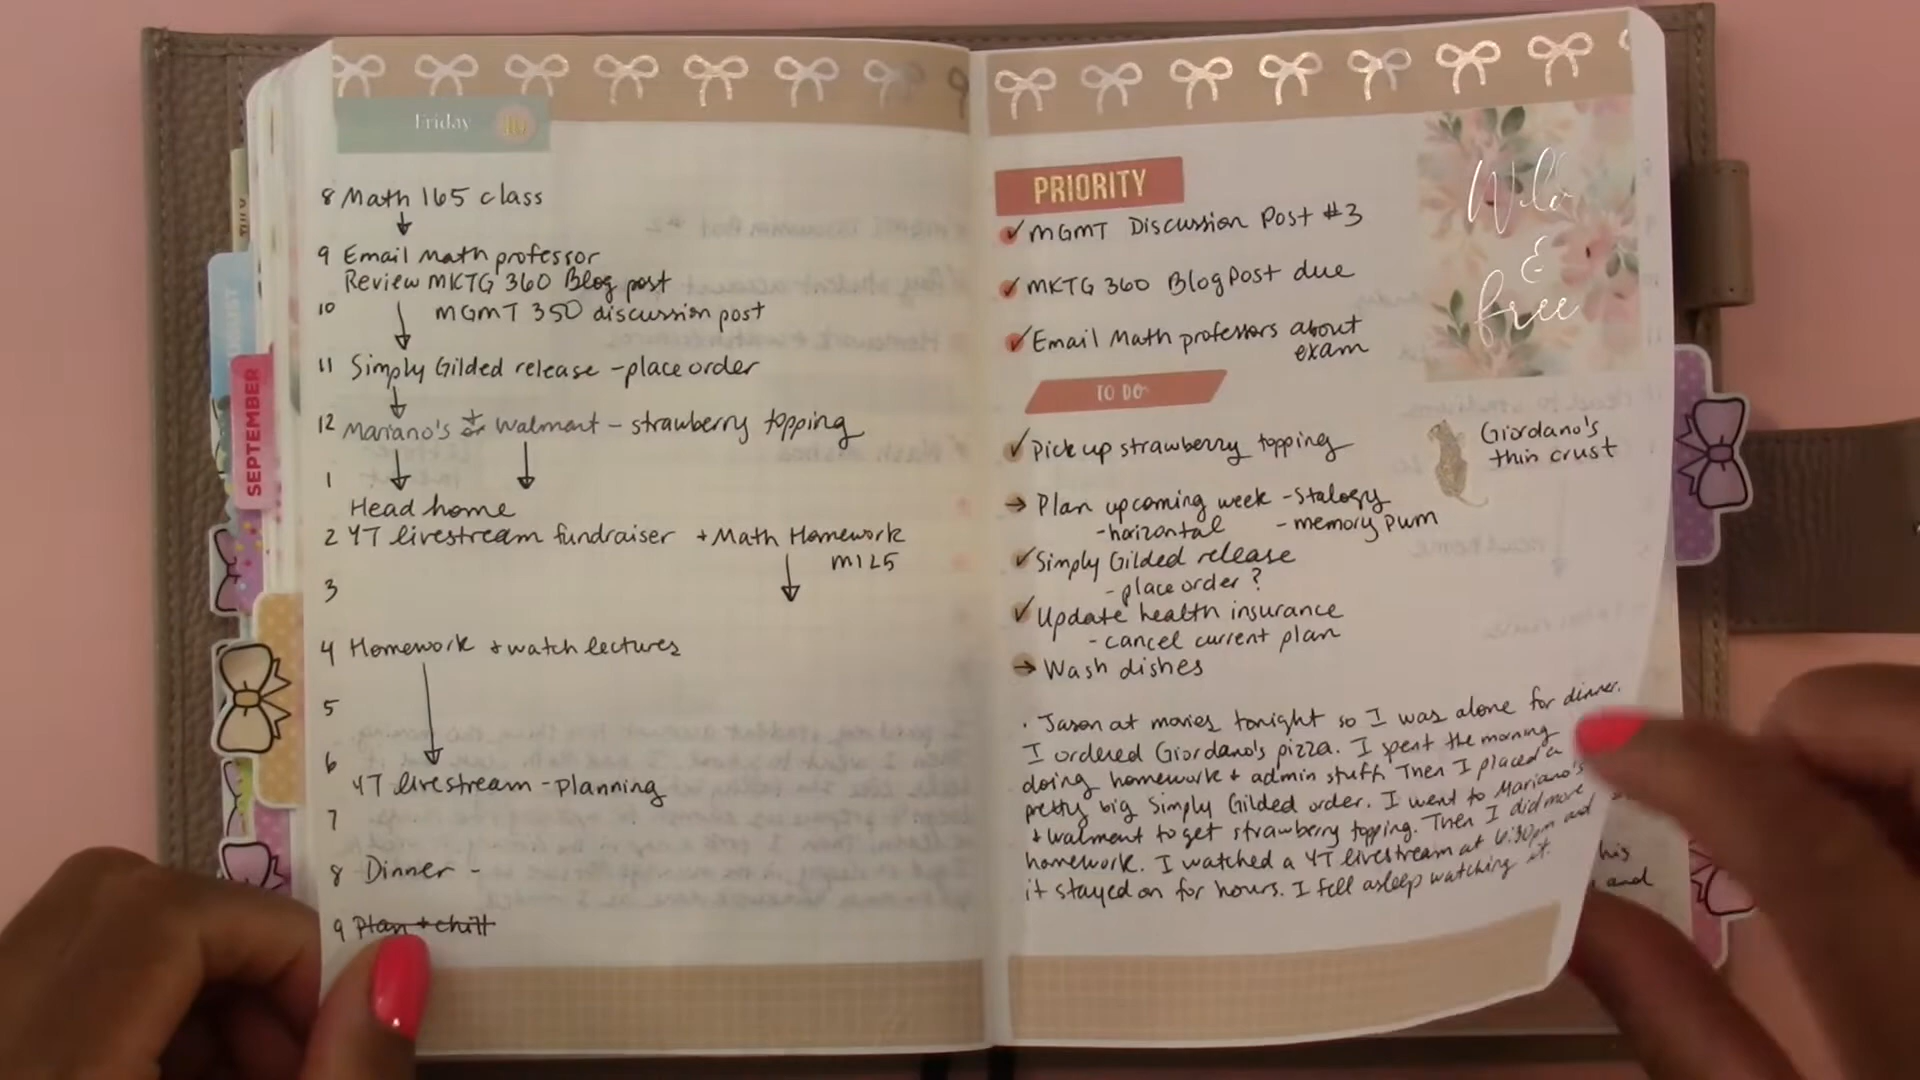 Friday
8 Math 165 class
9 Email Math professor
Review MKTG 360 Blog post
10 MGMT 350 discussion post
11 Simply Gilded release - place order
12 Mariano's + Walmart - strawberry topping
1
Head home
2 YT livestream fundraiser + Math Homework
M125
3
4 Homework + watch lectures
5
6
YT livestream - planning
7
8 Dinner -
9 Plan + chill
PRIORITY
MGMT Discussion Post #3
MKTG 360 Blog Post due
Email Math professors about
exam
TO DO
Pick up strawberry topping
Plan upcoming week - Stalogy
- horizontal - memory pwm
Simply Gilded release
- place order?
Update health insurance
- cancel current plan
Wash dishes
Wild
&
free
Giordano's
thin crust
· Jason at movies tonight so I was alone for dinner.
I ordered Giordano's pizza. I spent the morning
doing homework + admin stuff. Then I placed a
pretty big Simply Gilded order. I went to Mariano's
+ Walmart to get strawberry topping. Then I did more
homework. I watched a YT livestream at 6:30pm and
it stayed on for hours. I fell asleep watching it.
his
and
SEPTEMBER